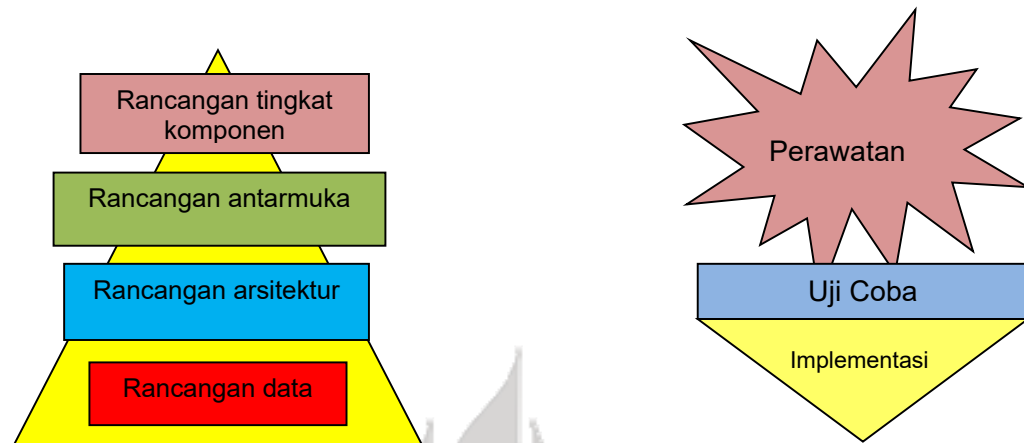 Rancangan tingkat
komponen
Rancangan antarmuka
Rancangan arsitektur
Rancangan data
Perawatan
Uji Coba
Implementasi